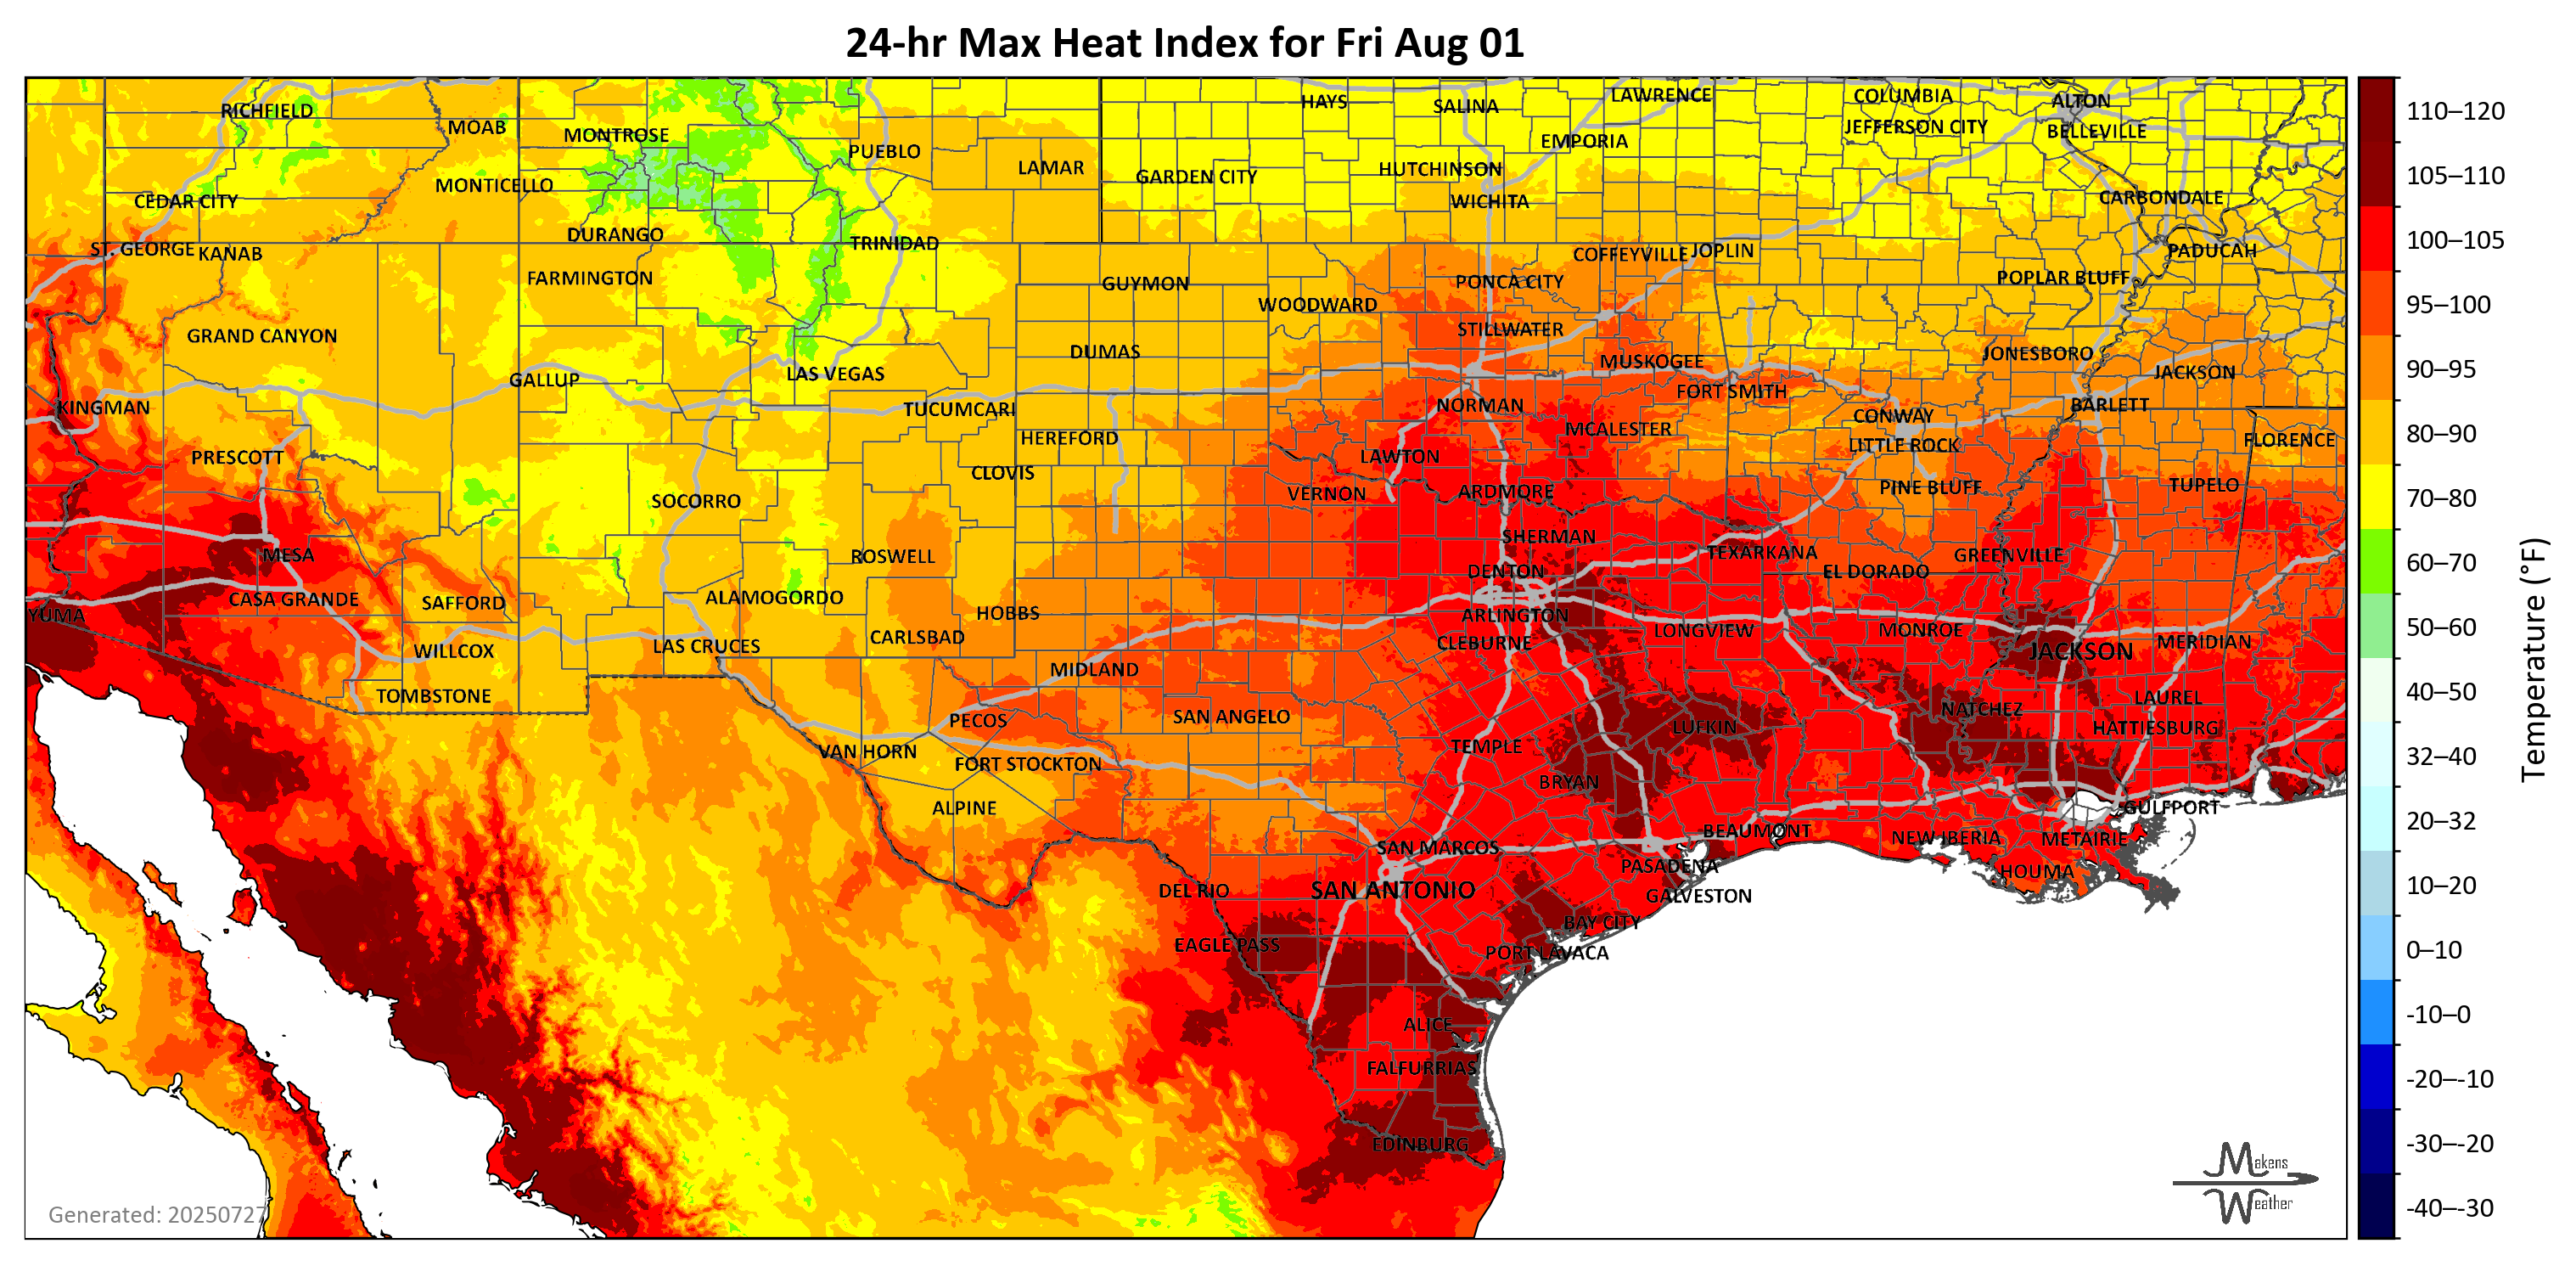 24-hr Max Heat Index for Fri Aug 01
HAYS
SALINA
LAWRENCE
COLUMBIA
ALTON
RICHFIELD
MOAB
MONTROSE
PUEBLO
EMPORIA
JEFFERSON CITY
BELLEVILLE
LAMAR
GARDEN CITY
HUTCHINSON
MONTICELLO
CEDAR CITY
WICHITA
CARBONDALE
DURANGO
TRINIDAD
ST. GEORGE
KANAB
COFFEYVILLE
JOPLIN
PADUCAH
FARMINGTON
GUYMON
PONCA CITY
POPLAR BLUFF
WOODWARD
GRAND CANYON
STILLWATER
DUMAS
MUSKOGEE
JONESBORO
GALLUP
LAS VEGAS
JACKSON
FORT SMITH
KINGMAN
TUCUMCARI
NORMAN
BARLETT
CONWAY
MCALESTER
HEREFORD
LITTLE ROCK
FLORENCE
PRESCOTT
LAWTON
CLOVIS
SOCORRO
VERNON
ARDMORE
PINE BLUFF
TUPELO
SHERMAN
MESA
ROSWELL
TEXARKANA
GREENVILLE
DENTON
EL DORADO
CASA GRANDE
SAFFORD
ALAMOGORDO
HOBBS
YUMA
ARLINGTON
CARLSBAD
LONGVIEW
MONROE
LAS CRUCES
CLEBURNE
WILLCOX
JACKSON
MERIDIAN
MIDLAND
TOMBSTONE
LAUREL
PECOS
SAN ANGELO
NATCHEZ
LUFKIN
HATTIESBURG
VAN HORN
TEMPLE
FORT STOCKTON
BRYAN
ALPINE
GULFPORT
BEAUMONT
NEW IBERIA
METAIRIE
SAN MARCOS
PASADENA
HOUMA
DEL RIO
SAN ANTONIO
GALVESTON
BAY CITY
EAGLE PASS
PORT LAVACA
ALICE
FALFURRIAS
EDINBURG
Generated: 20250727
Makens
Weather
110–120
105–110
100–105
95–100
90–95
80–90
70–80
60–70
50–60
40–50
32–40
20–32
10–20
0–10
-10–0
-20–-10
-30–-20
-40–-30
Temperature (°F)